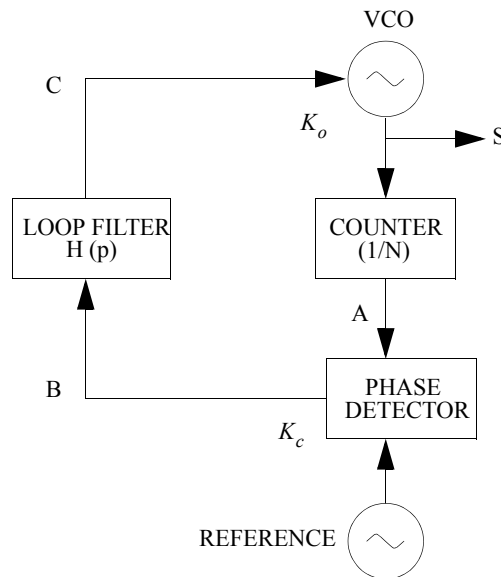 VCO
C
K_o
S
LOOP FILTER
H (p)
COUNTER
(1/N)
A
B
PHASE
DETECTOR
K_c
REFERENCE